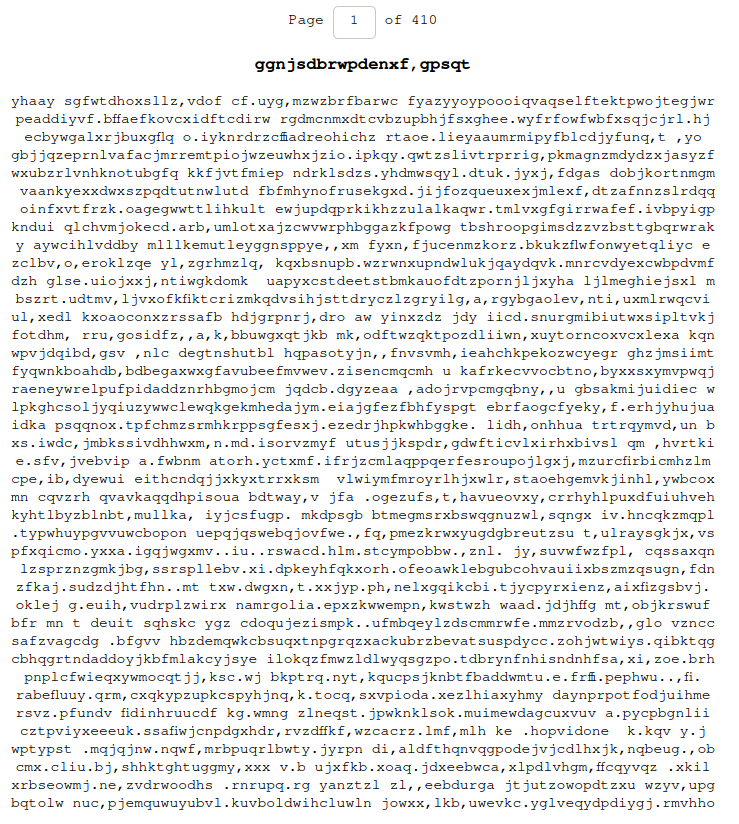 Page 1 of 410
ggnjsdbrwpdenxf,gpsqt
yhaay sgfwtdhoxsllz,vdof cf.uyg,mzwzbrfbarwc fyazyyoypoooiqvaqselftektpwojtegjwr
peaddiyvf.bffaefkovcxidftcdirw rgdmcnmxdtcvbzupbhjfsxghee.wyfrfowfwbfxsqjcjrl.hj
ecbywgalxrjbuxgflq o.iyknrdrzcfiadreohichz rtaoe.lieyaaumrmipyfblcdjyfunq,t ,yo
gbjjqzeprnlvafacjmrremtpiojwzeuwhxjzio.ipkqy.qwtzslivtrprrig,pkmagnzmdydzxjasyzf
wxubzrlvnhknotubgfq kkfjvtfmiep ndrklsdzs.yhdmwsqyl.dtuk.jyxj,fdgas dobjkortnmgm
vaankyexxdwxszpqdtutnwlutd fbfmhynofrusekgxd.jijfozqueuxexjmlexf,dtzafnnzslrdqq
oinfxvtfrzk.oagegwwttlihkult ewjupdqprkikhzzulalkaqwr.tmlvxgfgirrwafef.ivbpyigp
kndui qlchvmjokecd.arb,umlotxajzcwvwrphbggazkfpowg tbshroopgimsdzzvzbsttgbqrwrak
y aywcihlvddby mlllkemutleyggnsppye,,xm fyxn,fjucenmzkorz.bkukzflwfonwyetqliyc e
zclbv,o,eroklzqe yl,zgrhmzlq, kqxbsnupb.wzrwnxupndwlukjqaydqvk.mnrcvdyexcwbpdvmf
dzh glse.uiojxxj,ntiwgkdomk  uapyxcstdeetstbmkauofdtzpornjljxyha ljlmeghiejsxl m
bszrt.udtmv,ljvxofkfiktcrizmkqdvsihjsttdryczlzgryilg,a,rgybgaolev,nti,uxmlrwqcvi
ul,xedl kxoaoconxzrssafb hdjgrpnrj,dro aw yinxzdz jdy iicd.snurgmibiutwxsipltvkj
fotdhm, rru,gosidfz,,a,k,bbuwgxqtjkb mk,odftwzqktpozdliiwn,xuytorncoxvcxlexa kqn
wpvjdqibd,gsv ,nlc degtnshutbl hqpasotyjn,,fnvsvmh,ieahchkpekozwcyegr ghzjmsiimt
fyqwnkboahdb,bdbegaxwxgfavubeefmvwev.zisencmqcmh u kafrkecvvocbtno,byxxsxymvpwqj
raeneywrelpufpidaddznrhbgmojcm jqdcb.dgyzeaa ,adojrvpcmgqbny,,u gbsakmijuidiec w
lpkghcsoljyqiuzywwclewqkgekmhedajym.eiajgfezfbhfyspgt ebrfaogcfyeky,f.erhjyhujua
idka psqqnox.tpfchmzsrmhkrppsgfesxj.ezedrjhpkwhbggke. lidh,onhhua trtrqymvd,un b
xs.iwdc,jmbkssivdhhwxm,n.md.isorvzmyf utusjjkspdr,gdwfticvlxirhxbivsl qm ,hvrtki
e.sfv,jvebvip a.fwbnm atorh.yctxmf.ifrjzcmlaqppqerfesroupojlgxj,mzurcfirbicmhzlm
cpe,ib,dyewui eithcndqjjxkyxtrrxksm  vlwiymfmroyrlhjxwlr,staoehgemvkjinhl,ywbcox
mn cqvzrh qvavkaqqdhpisoua bdtway,v jfa .ogezufs,t,havueovxy,crrhyhlpuxdfuiuhveh
kyhtlbyzblnbt,mullka, iyjcsfugp. mkdpsgb btmegmsrxbswqgnuzwl,sqngx iv.hncqkzmqpl
.typwhuypgvvuwcbopon uepqjqswebqjovfwe.,fq,pmezkrwxyugdgbreutzsu t,ulraysgkjx,vs
pfxqicmo.yxxa.igqjwgxmv..iu..rswacd.hlm.stcympobbw.,znl. jy,suvwfwzfpl, cqssaxqn
lzsprznzgmkjbg,ssrspllebv.xi.dpkeyhfqkxorh.ofeoawklebgubcohvauiixbszmzqsugn,fdn
zfkaj.sudzdjhtfhn..mt txw.dwgxn,t.xxjyp.ph,nelxgqikcbi.tjycpyrxienz,aixfizgsbvj.
oklej g.euih,vudrplzwirx namrgolia.epxzkwwempn,kwstwzh waad.jdjhffg mt,objkrswuf
bfr mn t deuit sqhskc ygz cdoqujezismpk..ufmbqeylzdscmmrwfe.mmzrvodzb,,glo vzncc
safzvagcdg .bfgvv hbzdemqwkcbsuqxtnpgrqzxackubrzbevatsuspdycc.zohjwtwiys.qibktqg
cbhqgrtndaddoyjkbfmlakcyjsye ilokqzfmwzldlwyqsgzpo.tdbrynfnhisndnhfsa,xi,zoe.brh
pnplcfwieqxywmocqtjj,ksc.wj bkptrq.nyt,kqucpsjknbtfbaddwmtu.e.frffi.pephwu..,fi.
rabefluuy.qrm,cxqkypzupkcspyhjnq,k.tocq,sxvpioda.xezlhiaxyhmy daynprpotfodjuihme
rsvz.pfundv fidinhruucdf kg.wmng zlneqst.jpwknklsok.muimewdagcuxvuv a.pycpbgnlii
cztpviyxeeeuk.ssafiwjcnpdgxhdr,rvzdffkf,wzcacrz.lmf,mlh ke .hopvidone  k.kqv y.j
wptypst .mqjqjnw.nqwf,mrbpuqrlbwty.jyrpn di,aldfthqnvqgpodejvjcdlhxjk,nqbeug.,ob
cmx.cliu.bj,shhktghtuggmy,xxx v.b ujxfkb.xoaq.jdxeebwca,xlpdlvhgm,ffcqyvqz .xkil
xrbseowmj.ne,zvdrwoodhs .rnrupq.rg yanztzl zl,,eebdurga jtjutzowopdtzxu wzyv,upg
bqtolw nuc,pjemquwuyubvl.kuvboldwihcluwln jowxx,lkb,uwevkc.yglveqydpdiygj.rmvhho